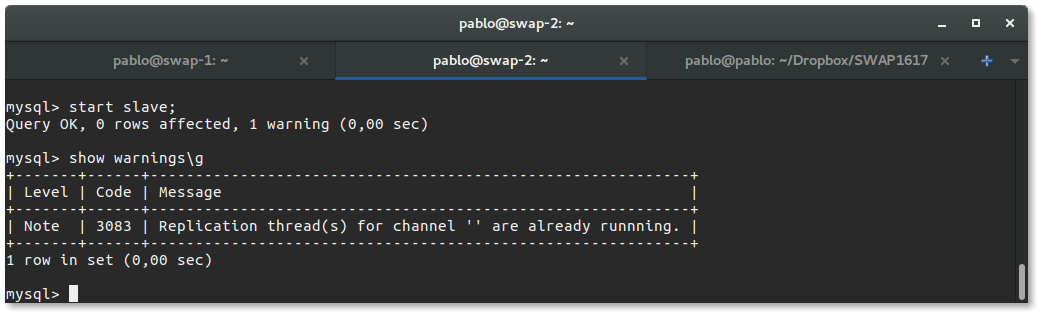 pablo@swap-2: ~
pablo@swap-1: ~
pablo@swap-2: ~
pablo@pablo: ~/Dropbox/SWAP1617
mysql> start slave;
Query OK, 0 rows affected, 1 warning (0,00 sec)
mysql> show warnings\g
+-------+------+------------------------------------------------------------+
| Level | Code | Message                                                    |
+-------+------+------------------------------------------------------------+
| Note  | 3083 | Replication thread(s) for channel '' are already runnning. |
+-------+------+------------------------------------------------------------+
1 row in set (0,00 sec)
mysql>